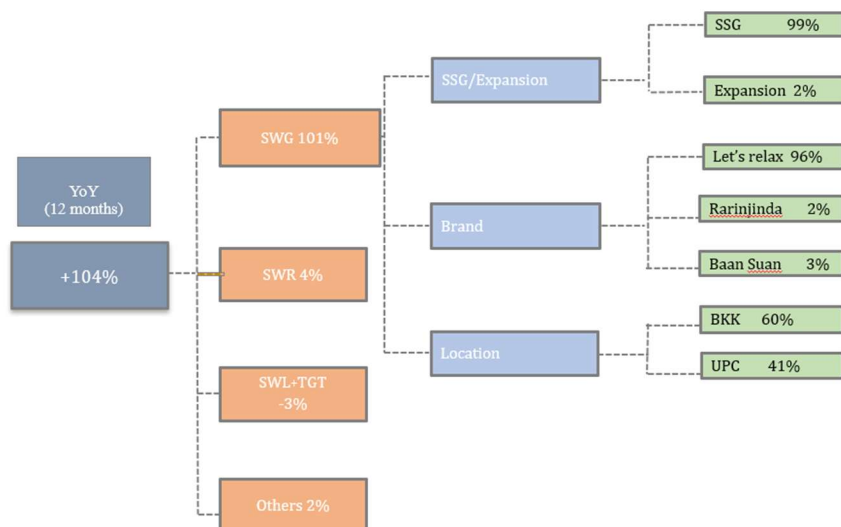 YoY
(12 months)
+104%
SWG 101%
SWR 4%
SWL+TGT
-3%
Others 2%
SSG/Expansion
Brand
Location
SSG 99%
Expansion 2%
Let's relax 96%
Rarinjinda 2%
Baan Suan 3%
BKK 60%
UPC 41%